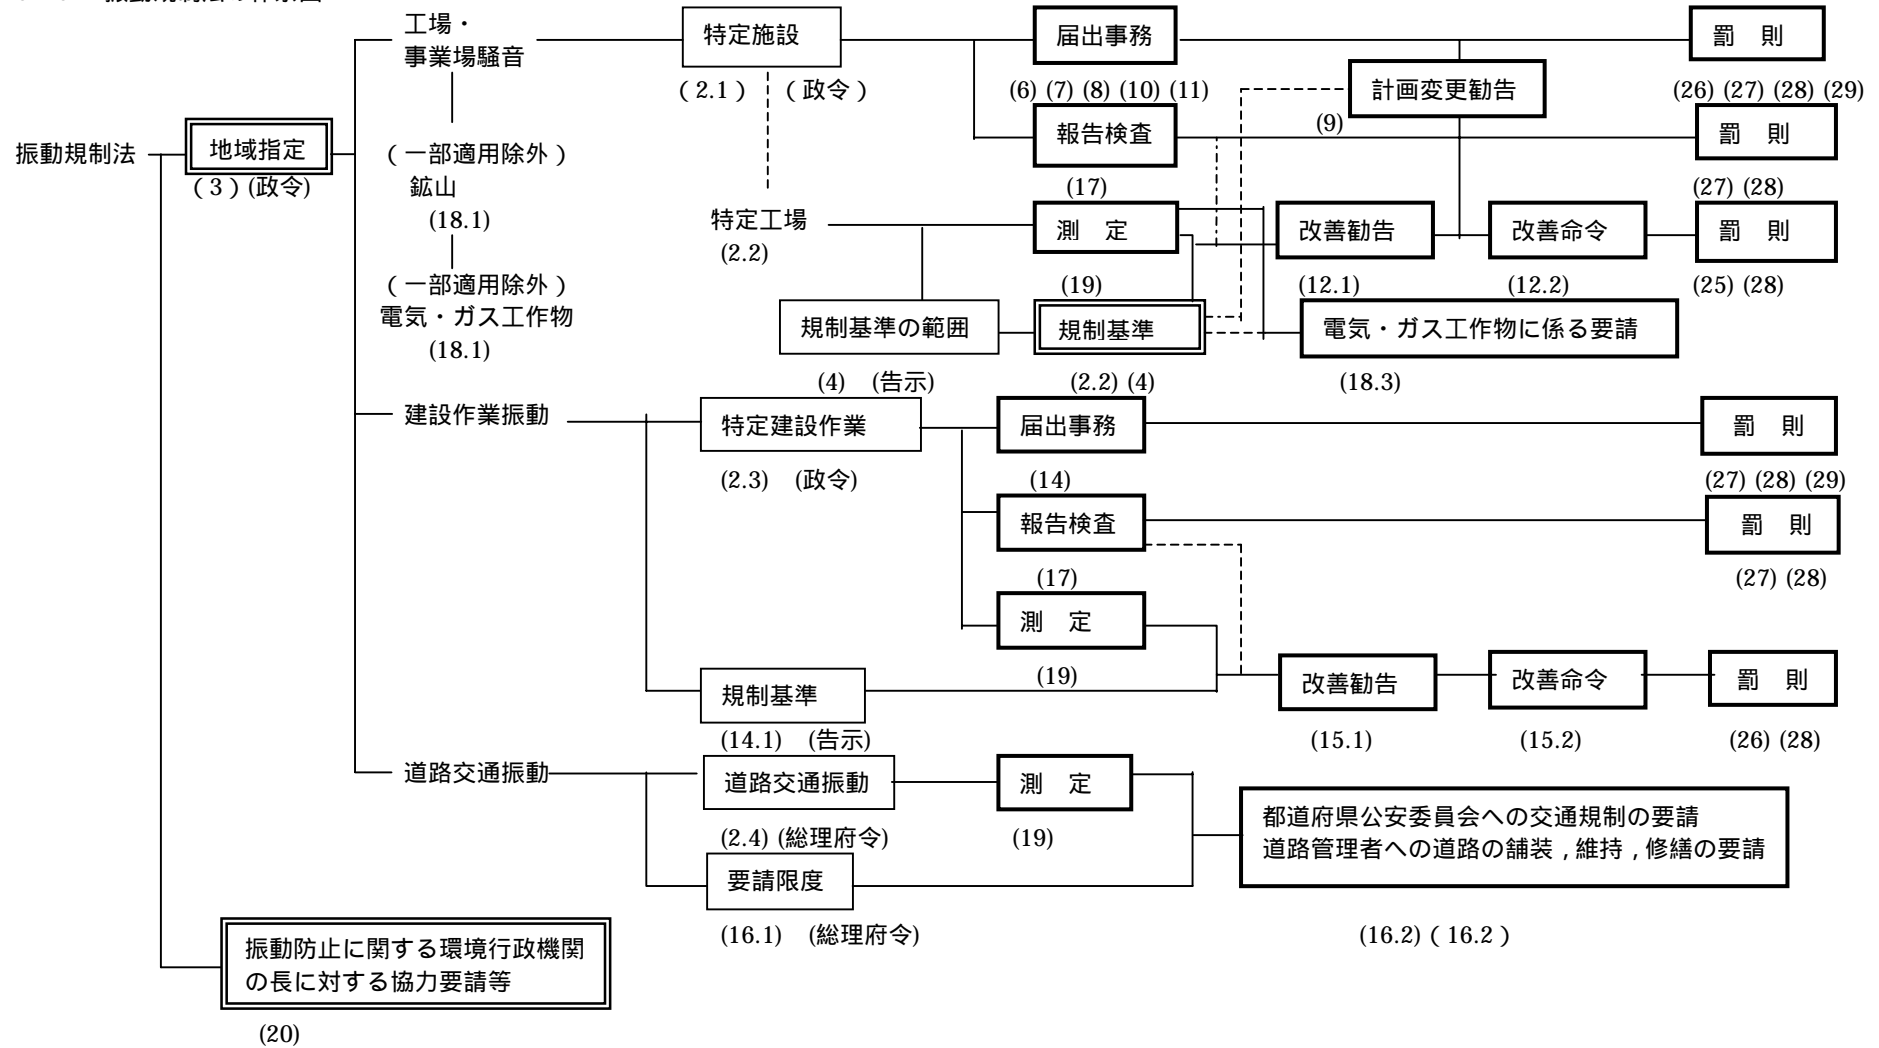 工場・
事業場騒音
特定施設
届出事務
罰　則
(2.1)　(政令)
(6) (7) (8) (10) (11)
計画変更勧告
(26) (27) (28) (29)
(9)
報告検査
罰　則
振動規制法
地域指定
(3) (政令)
(一部適用除外)
鉱山
(18.1)
(17)
(27) (28)
特定工場
(2.2)
測　定
改善勧告
改善命令
罰　則
(19)
(12.1)
(12.2)
(25) (28)
(一部適用除外)
電気・ガス工作物
(18.1)
規制基準の範囲
規制基準
電気・ガス工作物に係る要請
(4)　(告示)
(2.2) (4)
(18.3)
建設作業振動
特定建設作業
届出事務
罰　則
(2.3)　(政令)
(14)
(27) (28) (29)
報告検査
罰　則
(17)
(27) (28)
測　定
(19)
規制基準
改善勧告
改善命令
罰　則
(14.1)　(告示)
(15.1)
(15.2)
(26) (28)
道路交通振動
道路交通振動
測　定
(2.4) (総理府令)
(19)
都道府県公安委員会への交通規制の要請
道路管理者への道路の舗装 , 維持 , 修繕の要請
要請限度
(16.1)　(総理府令)
(16.2) ( 16.2 )
振動防止に関する環境行政機関
の長に対する協力要請等
(20)